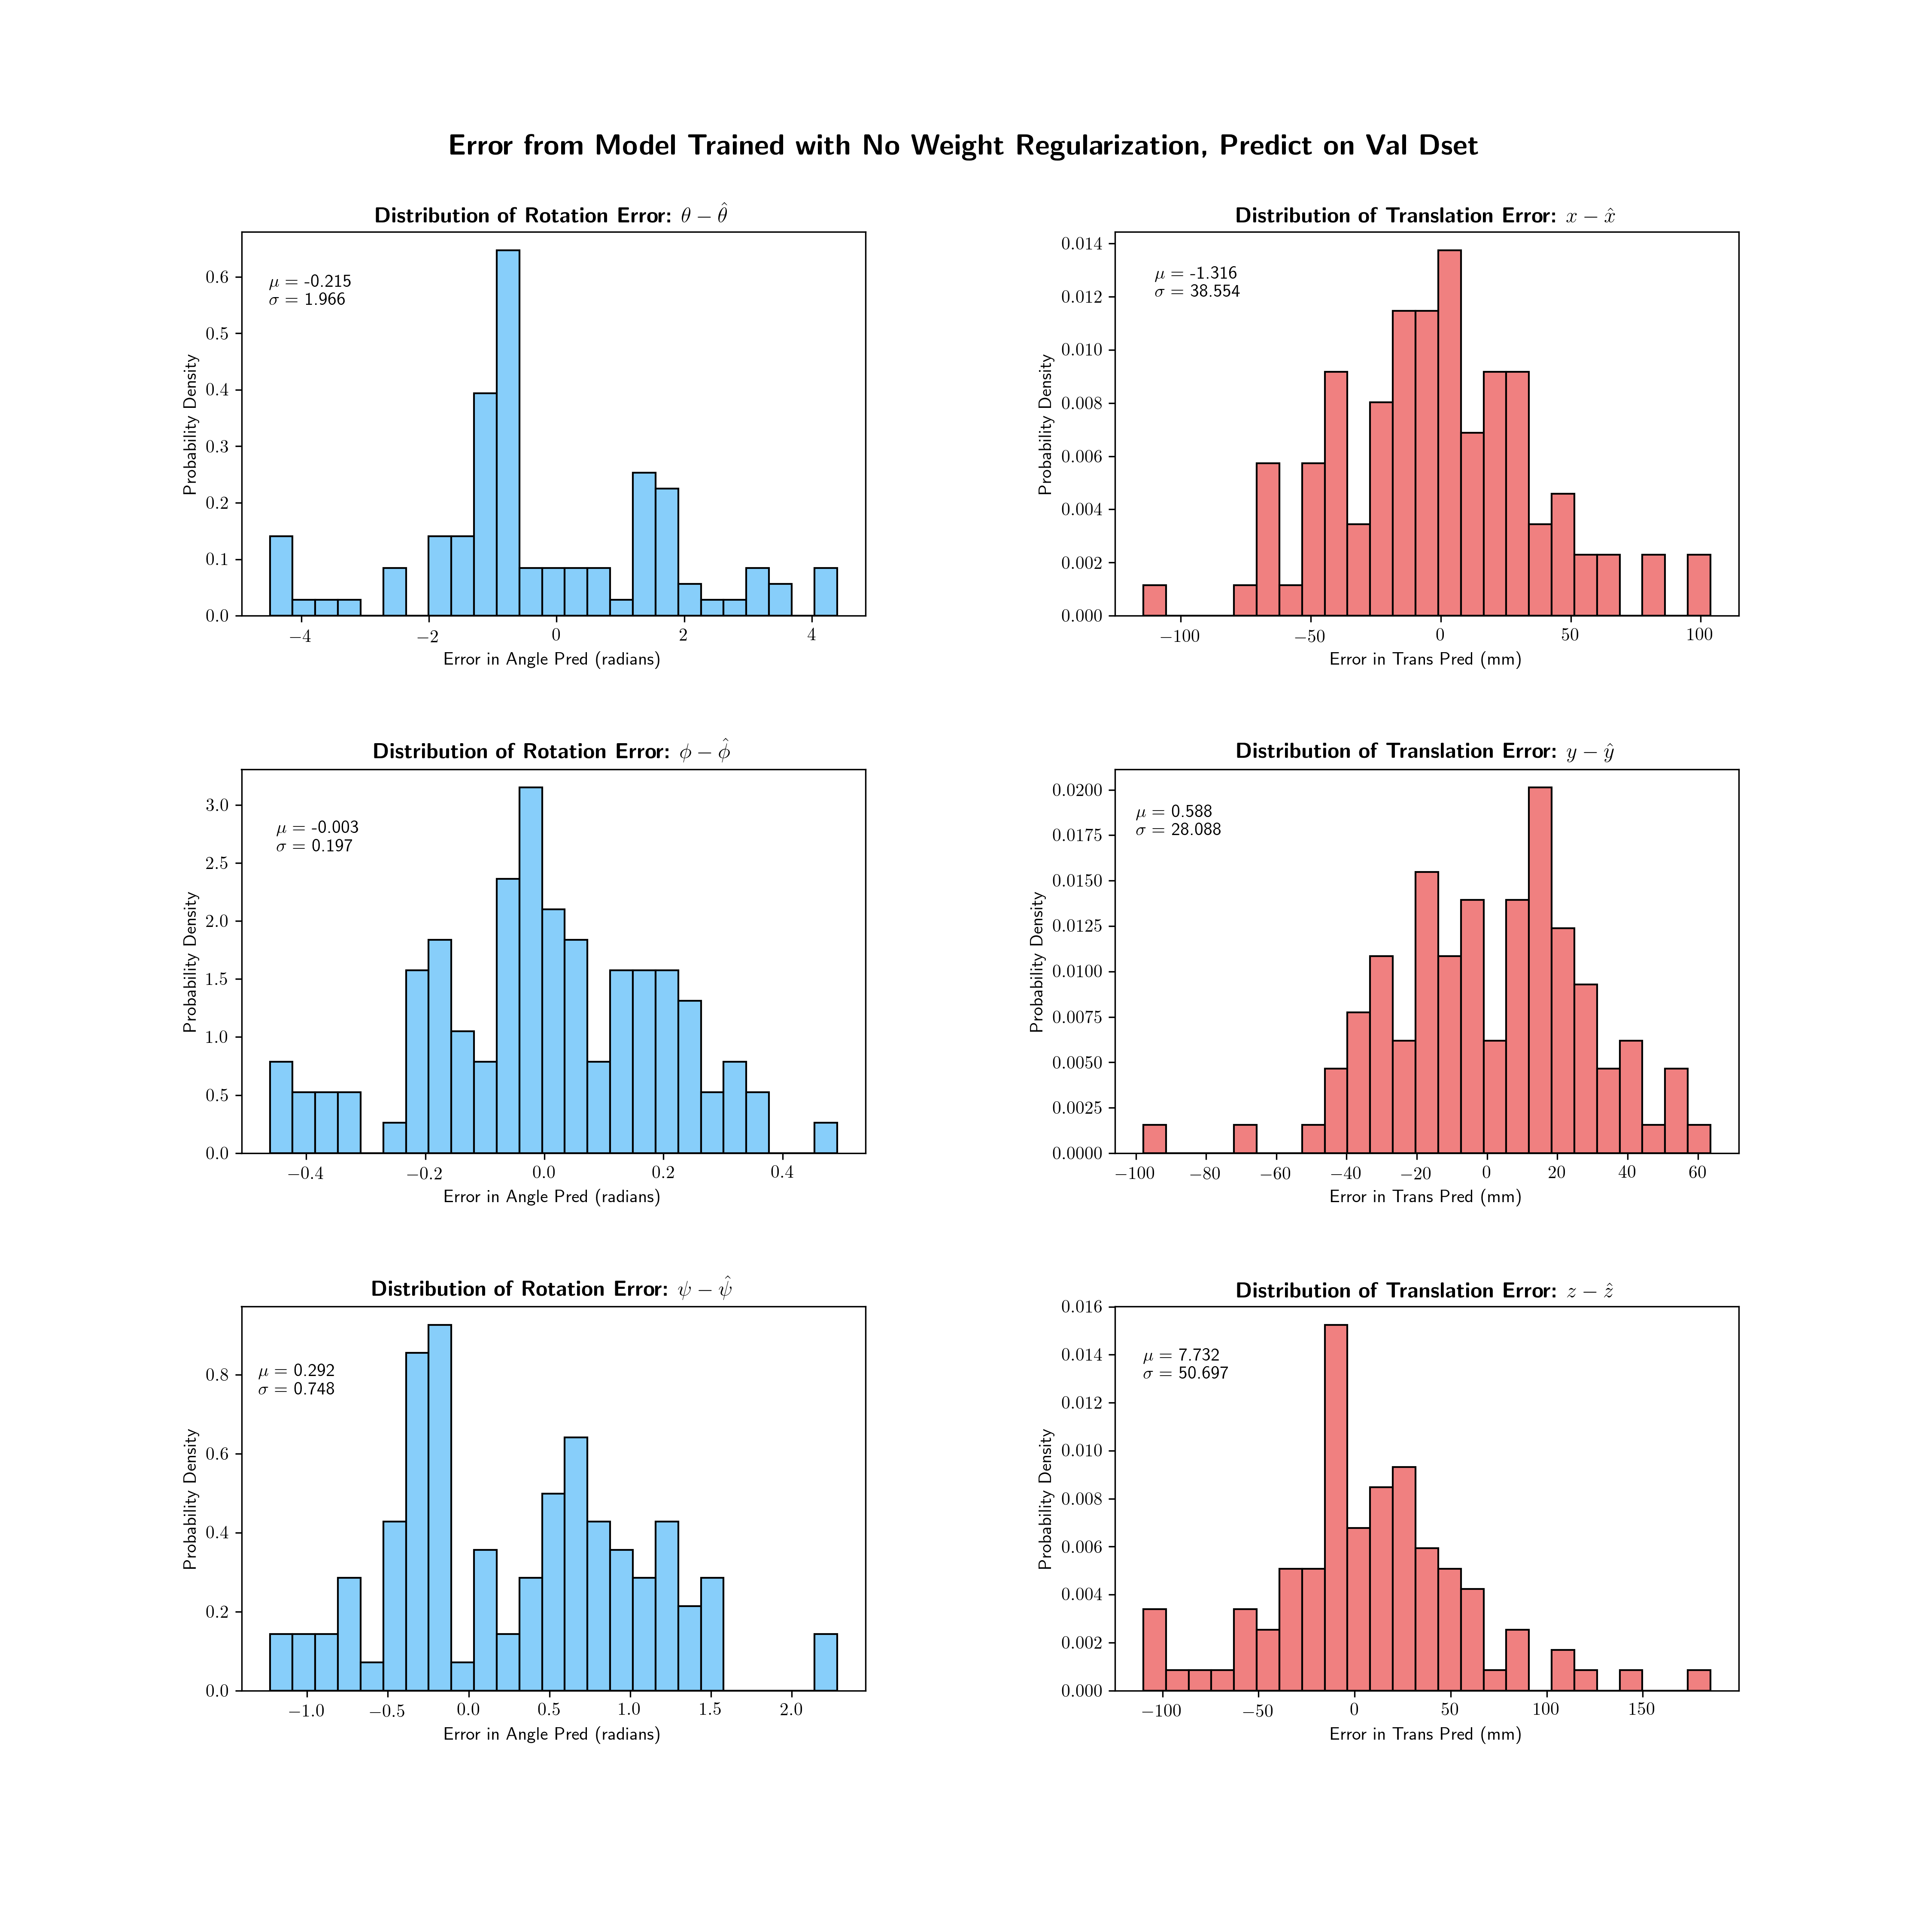 Error from Model Trained with No Weight Regularization, Predict on Val Dset
Distribution of Rotation Error: θ − θ̂
μ = -0.215
σ = 1.966
Probability Density
0.6
0.5
0.4
0.3
0.2
0.1
0.0
−4 −2 0 2 4
Error in Angle Pred (radians)
Distribution of Translation Error: x − x̂
μ = -1.316
σ = 38.554
Probability Density
0.014
0.012
0.010
0.008
0.006
0.004
0.002
0.000
−100 −50 0 50 100
Error in Trans Pred (mm)
Distribution of Rotation Error: ϕ − ϕ̂
μ = -0.003
σ = 0.197
Probability Density
3.0
2.5
2.0
1.5
1.0
0.5
0.0
−0.4 −0.2 0.0 0.2 0.4
Error in Angle Pred (radians)
Distribution of Translation Error: y − ŷ
μ = 0.588
σ = 28.088
Probability Density
0.0200
0.0175
0.0150
0.0125
0.0100
0.0075
0.0050
0.0025
0.0000
−100 −80 −60 −40 −20 0 20 40 60
Error in Trans Pred (mm)
Distribution of Rotation Error: ψ − ψ̂
μ = 0.292
σ = 0.748
Probability Density
0.8
0.6
0.4
0.2
0.0
−1.0 −0.5 0.0 0.5 1.0 1.5 2.0
Error in Angle Pred (radians)
Distribution of Translation Error: z − ẑ
μ = 7.732
σ = 50.697
Probability Density
0.016
0.014
0.012
0.010
0.008
0.006
0.004
0.002
0.000
−100 −50 0 50 100 150
Error in Trans Pred (mm)